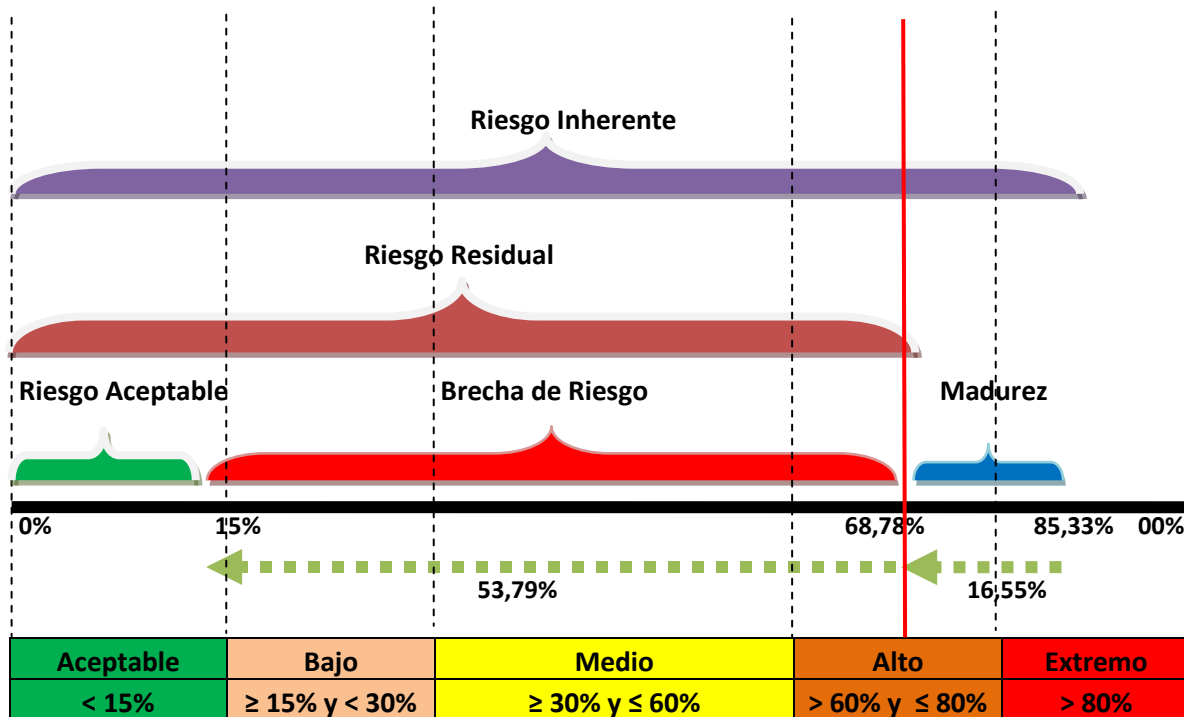 Riesgo Inherente
Riesgo Residual
Riesgo Aceptable Brecha de Riesgo Madurez
0% 15% 68,78% 85,33% 00%
53,79% 16,55%
Aceptable Bajo Medio Alto Extremo
< 15% ≥ 15% y < 30% ≥ 30% y ≤ 60% > 60% y ≤ 80% > 80%